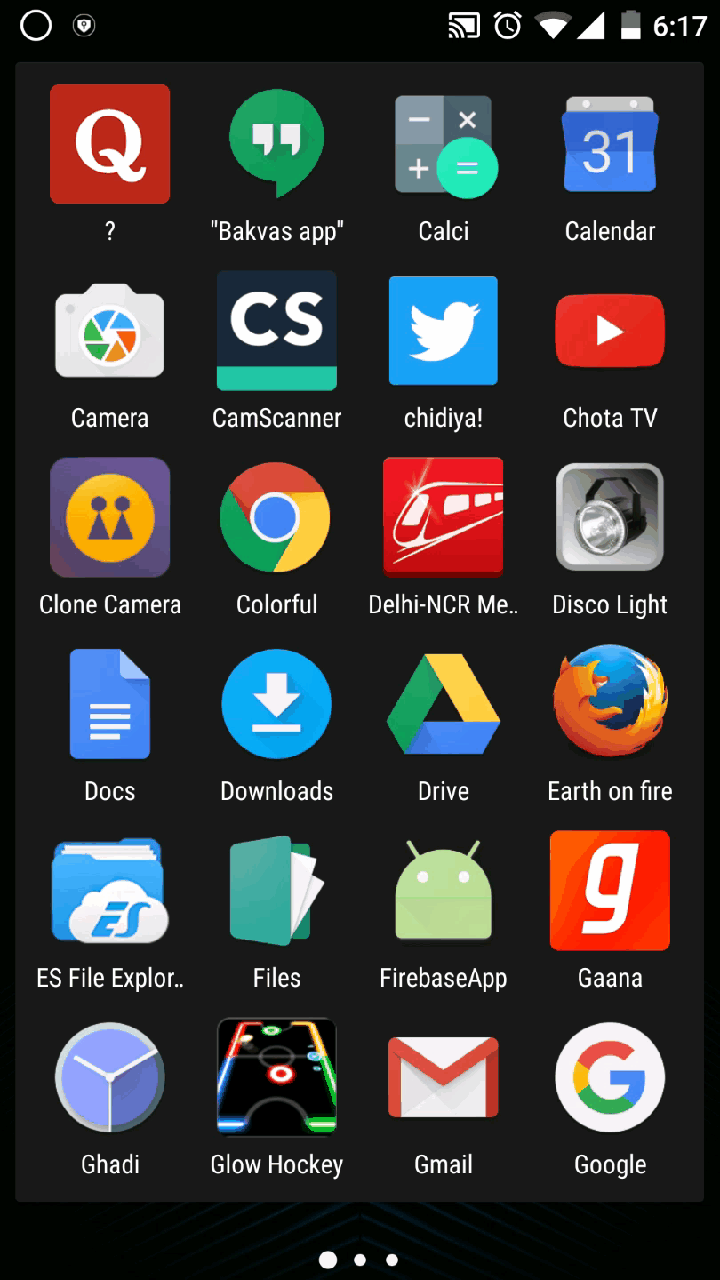 6:17
Q
?
"Bakvas app"
Calci
31
Calendar
Camera
CS
CamScanner
chidiya!
Chota TV
Clone Camera
Colorful
Delhi-NCR Me..
Disco Light
Docs
Downloads
Drive
Earth on fire
ES
ES File Explor..
Files
FirebaseApp
g
Gaana
Ghadi
Glow Hockey
Gmail
G
Google